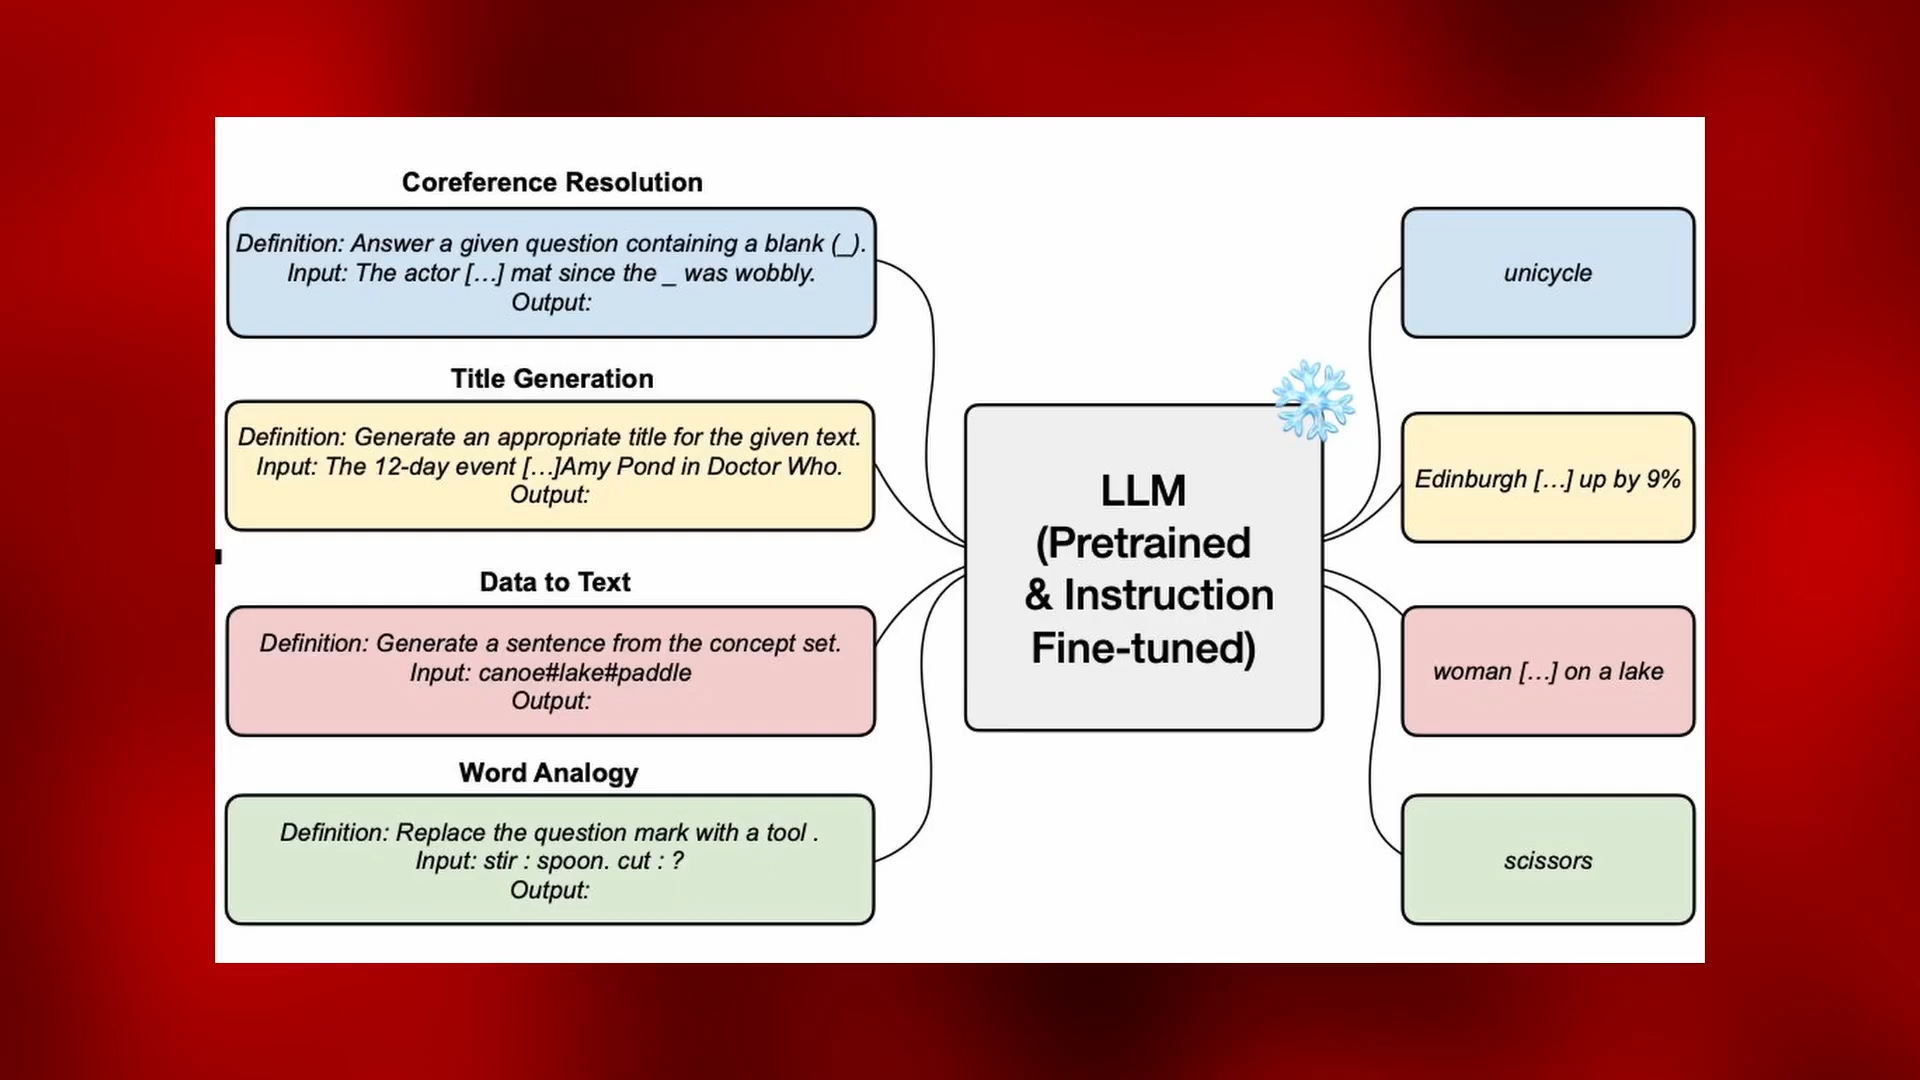 Coreference Resolution
Definition: Answer a given question containing a blank (_).
Input: The actor [...] mat since the _ was wobbly.
Output:
Title Generation
Definition: Generate an appropriate title for the given text.
Input: The 12-day event [...]Amy Pond in Doctor Who.
Output:
Data to Text
Definition: Generate a sentence from the concept set.
Input: canoe#lake#paddle
Output:
Word Analogy
Definition: Replace the question mark with a tool .
Input: stir : spoon. cut : ?
Output:
LLM
(Pretrained
& Instruction
Fine-tuned)
unicycle
Edinburgh [...] up by 9%
woman [...] on a lake
scissors